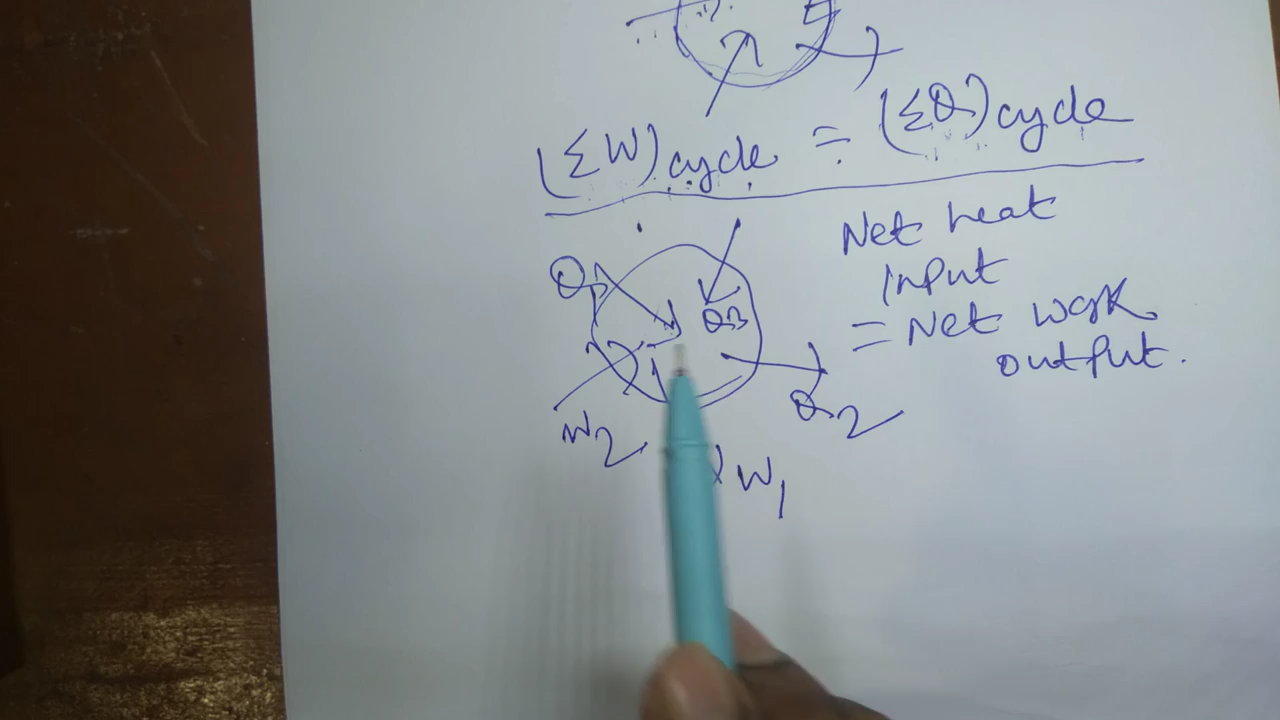 (ΣW)cycle = (ΣQ)cycle
Net heat
input
= Net work
output.
Q1
Q3
Q2
W2
W1